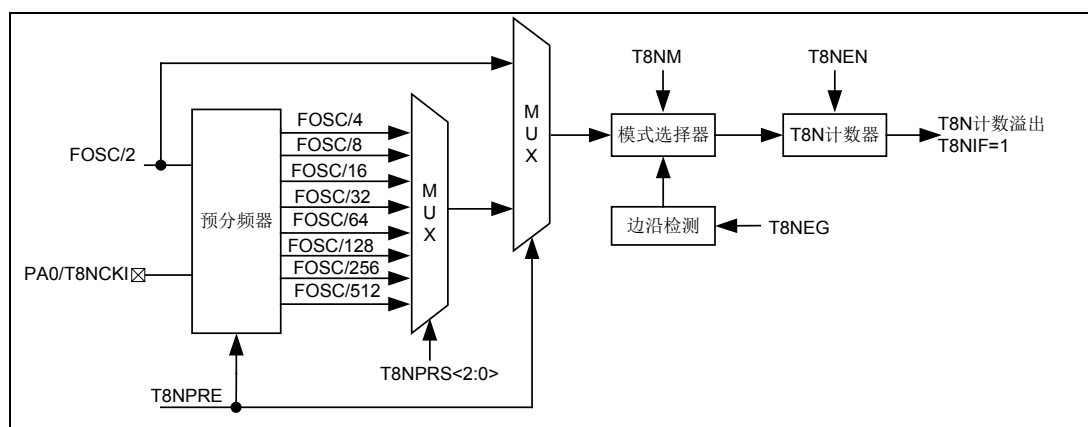 T8NM
T8NEN
M
U
X
FOSC/4
FOSC/8
FOSC/16
FOSC/32
FOSC/64
FOSC/128
FOSC/256
FOSC/512
FOSC/2
预分频器
M
U
X
模式选择器
T8N计数器
T8N计数溢出
T8NIF=1
边沿检测
T8NEG
PA0/T8NCKI
T8NPRS<2:0>
T8NPRE